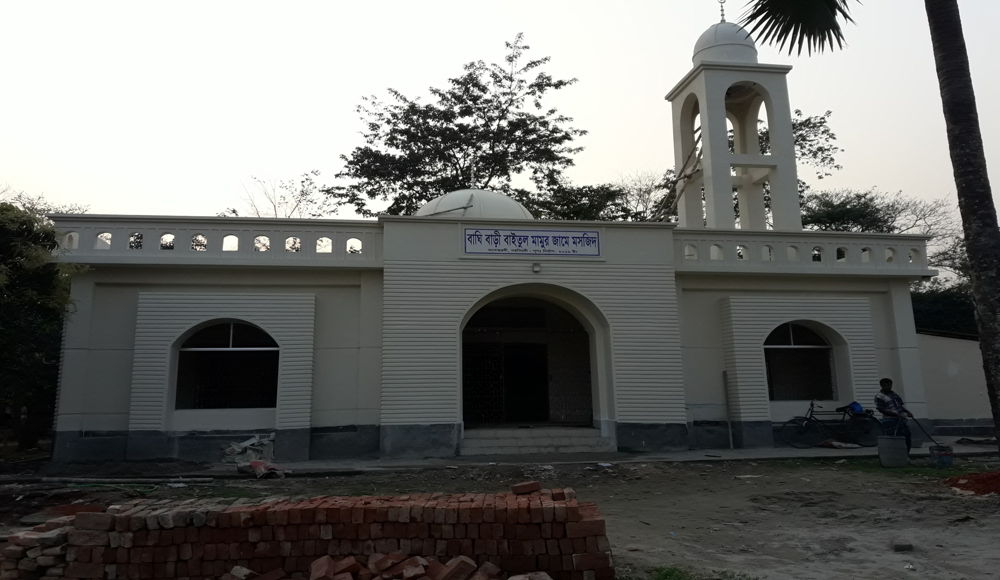 বাঘি বাড়ী বাইতুল মামুর জামে মসজিদ
মনোহরদী, নরসিংদী। পূণঃ নির্মাণ- ২০১৬ ইং